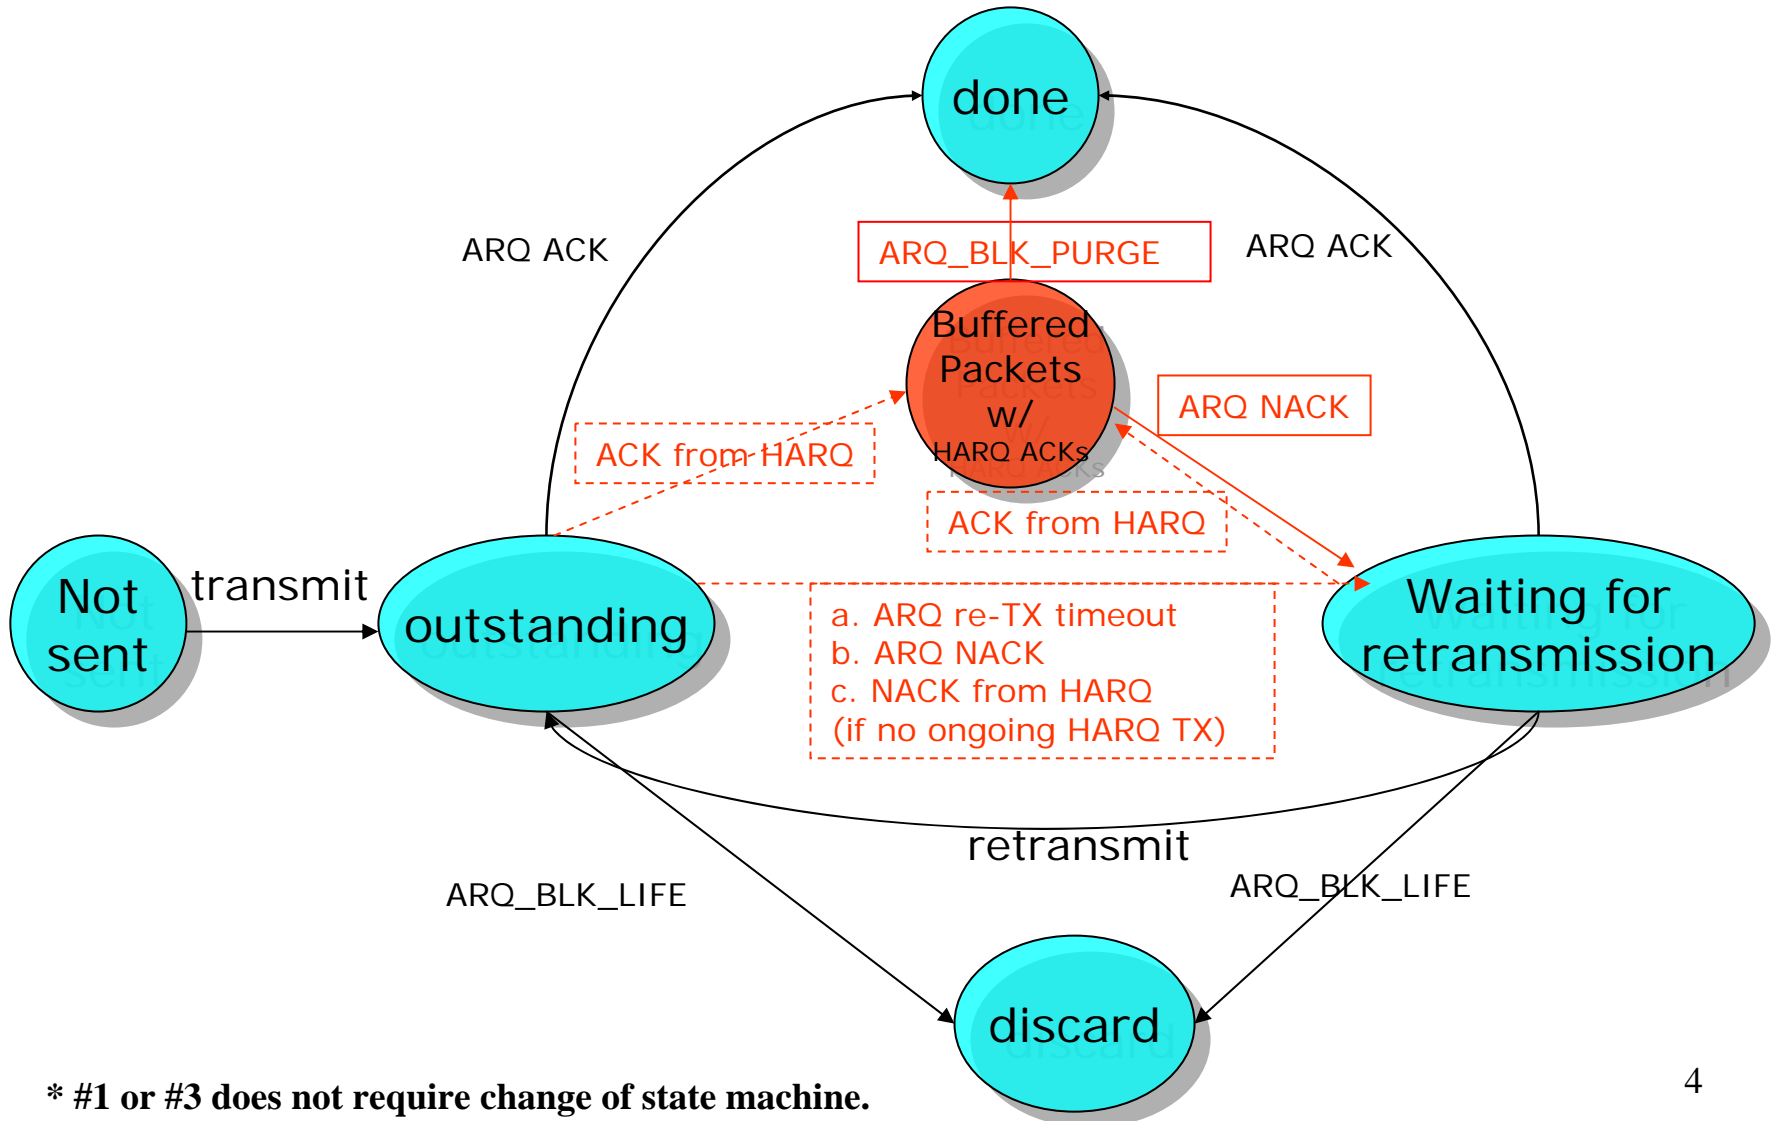 done
ARQ ACK
ARQ_BLK_PURGE
ARQ ACK
Buffered
Packets
w/
HARQ ACKs
ARQ NACK
ACK from HARQ
ACK from HARQ
Not
sent
transmit
outstanding
a. ARQ re-TX timeout
b. ARQ NACK
c. NACK from HARQ
(if no ongoing HARQ TX)
Waiting for
retransmission
retransmit
ARQ_BLK_LIFE
ARQ_BLK_LIFE
discard
* #1 or #3 does not require change of state machine.
4